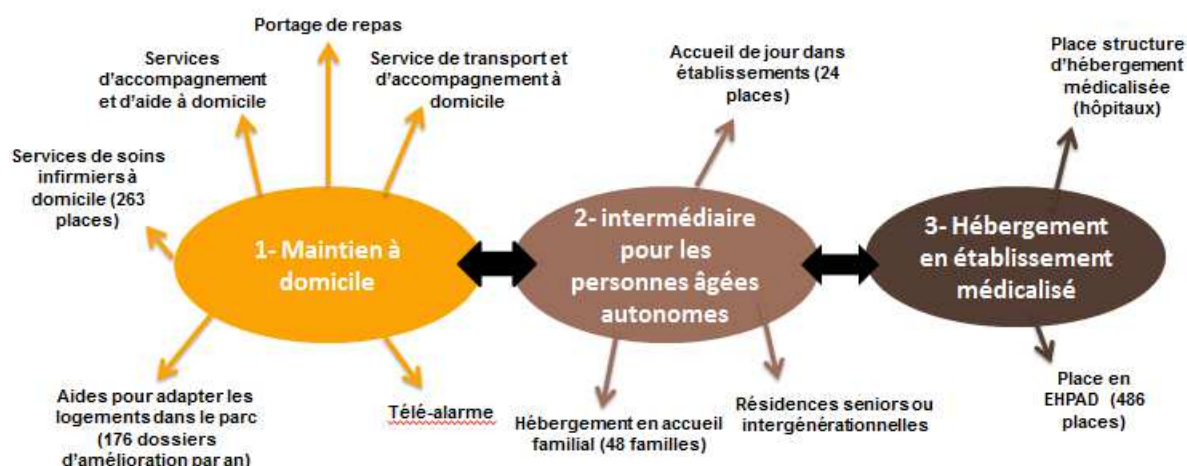 Portage de repas
Services
d'accompagnement
et d'aide à domicile
Service de transport et
d'accompagnement à
domicile
Services de soins
infirmiers à
domicile (263
places)
1- Maintien à
domicile
Aides pour adapter les
logements dans le parc
(176 dossiers
d'amélioration par an)
Télé-alarme
Accueil de jour dans
établissements (24
places)
2- intermédiaire
pour les
personnes âgées
autonomes
Hébergement en accueil
familial (48 familles)
Résidences seniors ou
intergénérationnelles
Place structure
d'hébergement
médicalisée
(hôpitaux)
3- Hébergement
en établissement
médicalisé
Place en
EHPAD (486
places)